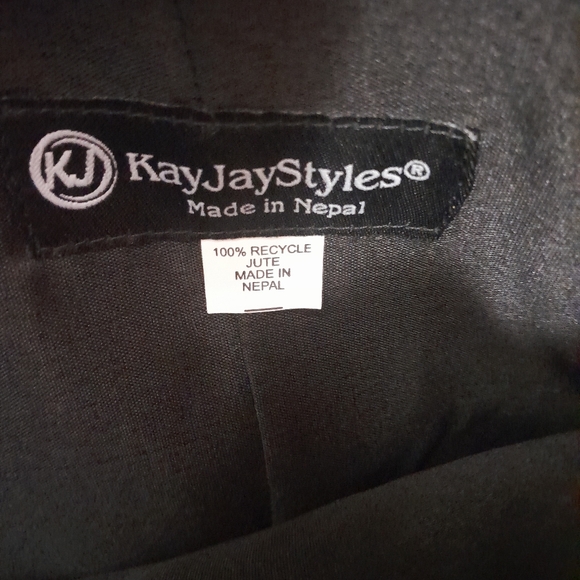 KJ KayJayStyles®
Made in Nepal
100% RECYCLE
JUTE
MADE IN
NEPAL